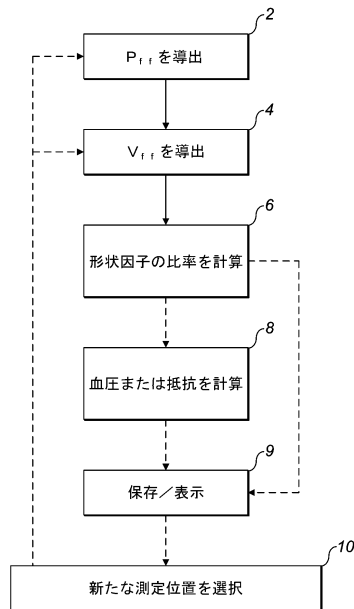 2
P_ff を導出
4
V_ff を導出
6
形状因子の比率を計算
8
血圧または抵抗を計算
9
保存／表示
10
新たな測定位置を選択